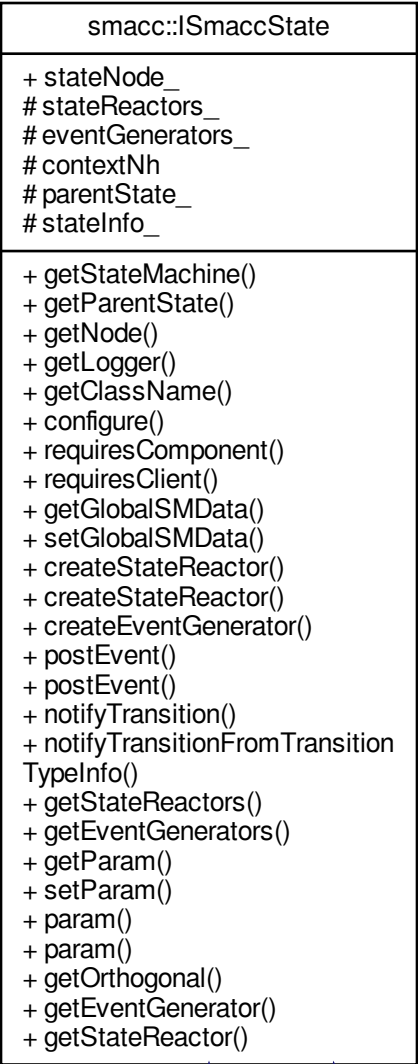 smacc::ISmaccState
+ stateNode_
# stateReactors_
# eventGenerators_
# contextNh
# parentState_
# stateInfo_
+ getStateMachine()
+ getParentState()
+ getNode()
+ getLogger()
+ getClassName()
+ configure()
+ requiresComponent()
+ requiresClient()
+ getGlobalSMData()
+ setGlobalSMData()
+ createStateReactor()
+ createStateReactor()
+ createEventGenerator()
+ postEvent()
+ postEvent()
+ notifyTransition()
+ notifyTransitionFromTransition
TypeInfo()
+ getStateReactors()
+ getEventGenerators()
+ getParam()
+ setParam()
+ param()
+ param()
+ getOrthogonal()
+ getEventGenerator()
+ getStateReactor()